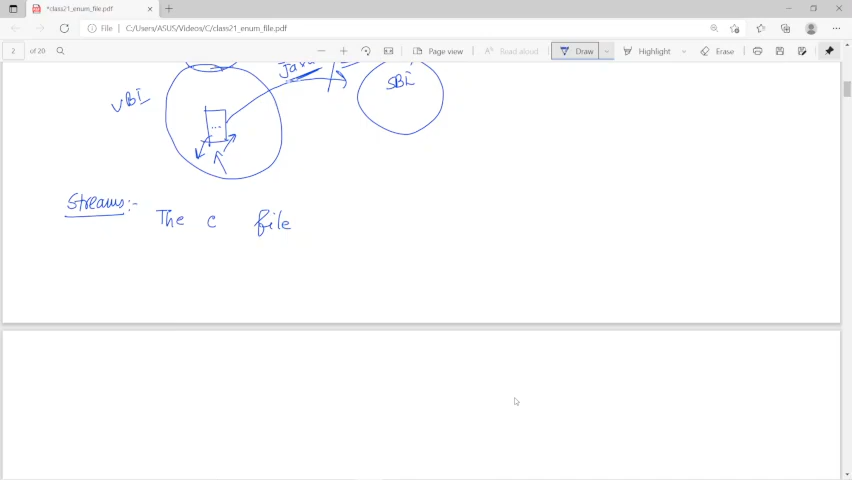 *class21_enum_file.pdf
File
C:/Users/ASUS/Videos/C/class21_enum_file.pdf
2 of 20
Page view
Read aloud
Draw
Highlight
Erase
Java
UBI
SBI
...
Streams:-
The c file